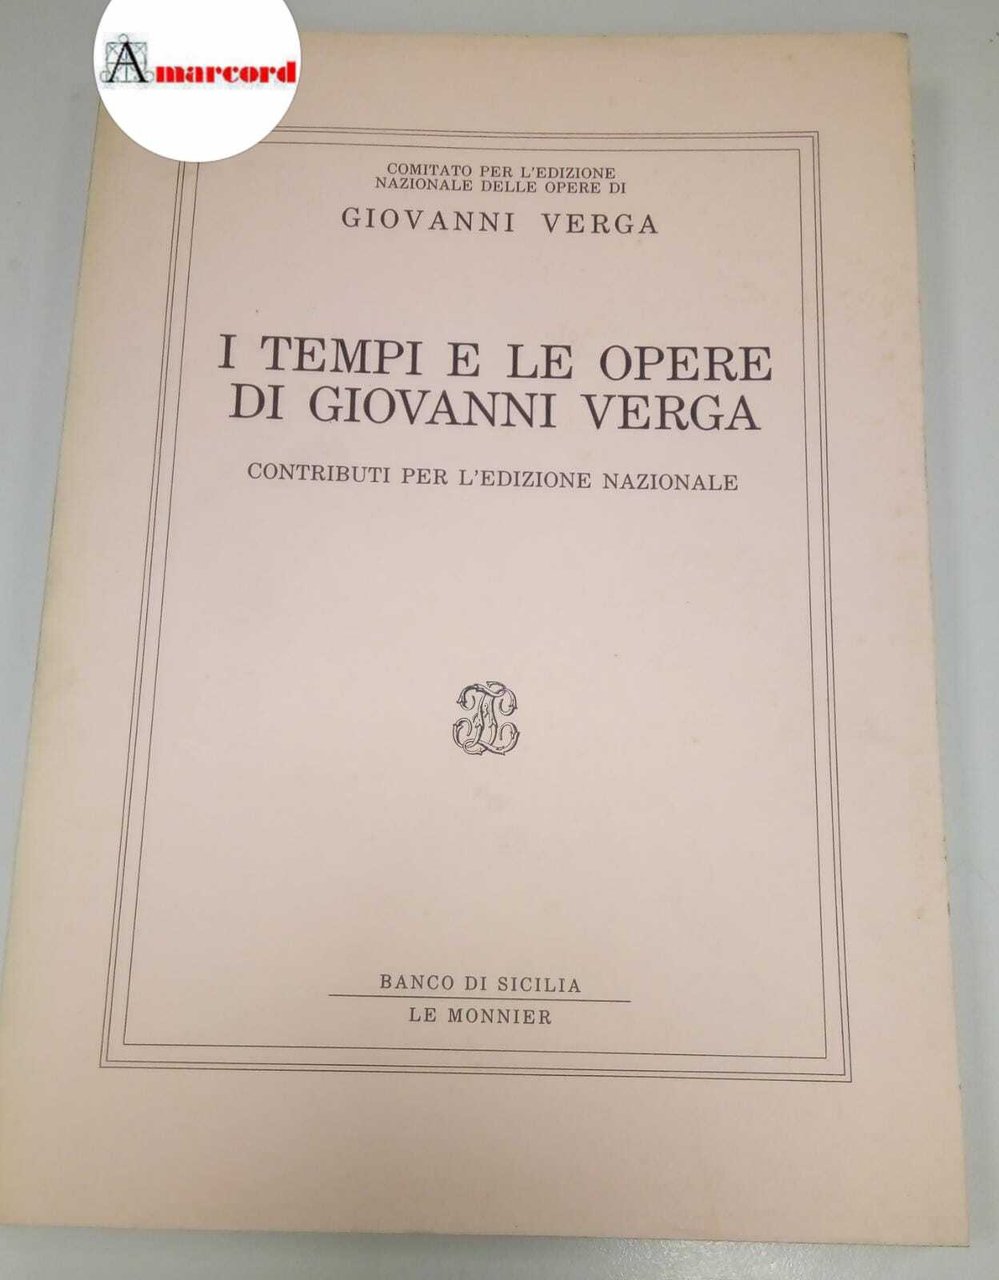 Amarcord
COMITATO PER L'EDIZIONE
NAZIONALE DELLE OPERE DI
GIOVANNI VERGA
I TEMPI E LE OPERE
DI GIOVANNI VERGA
CONTRIBUTI PER L'EDIZIONE NAZIONALE
BANCO DI SICILIA
LE MONNIER